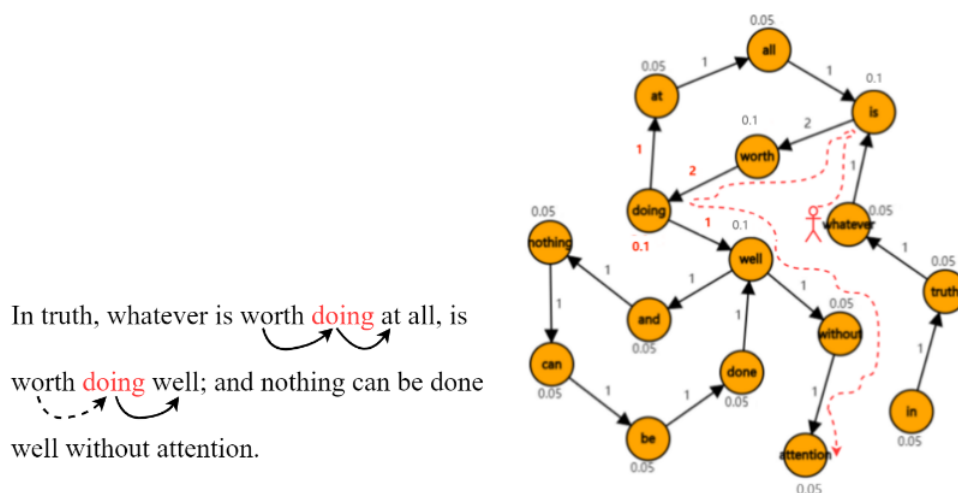 In truth, whatever is worth doing at all, is
worth doing well; and nothing can be done
well without attention.
0.05
all
1
1
0.05
at
0.1
is
0.1
2
worth
1
2
1
doing
0.1
1
0.1
well
0.05
whatever
0.05
nothing
1
1
1
1
0.05
truth
0.05
without
and
0.05
1
1
1
1
can
0.05
done
0.05
in
0.05
1
1
be
0.05
attention
0.05